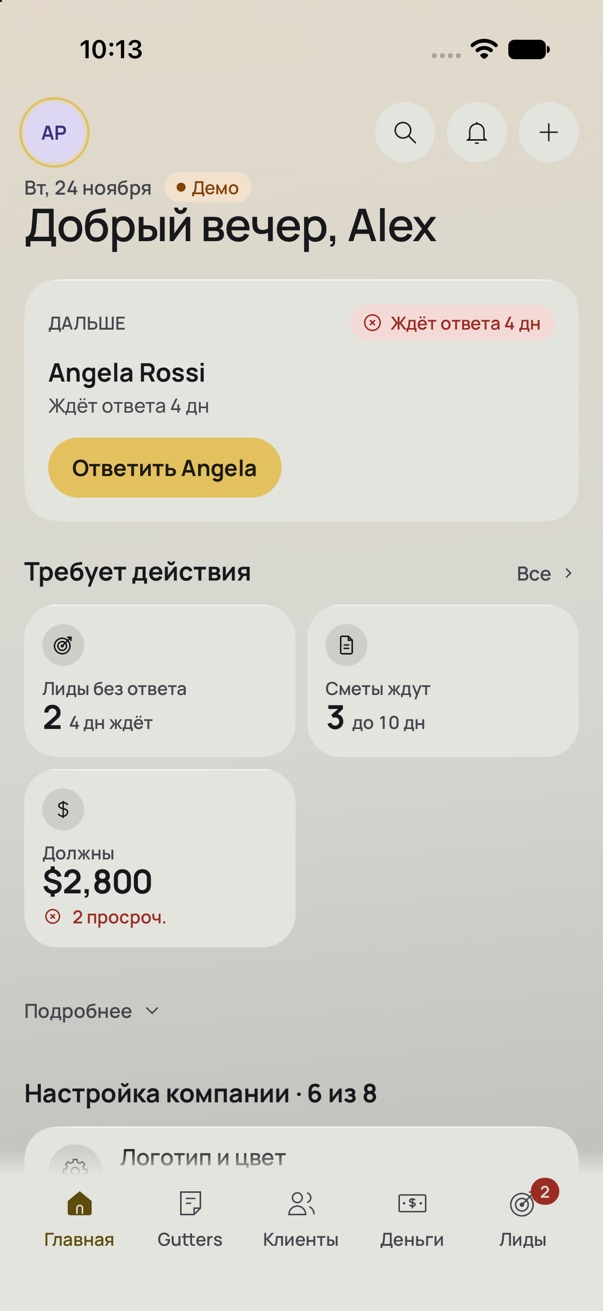 10:13
AP
Вт, 24 ноября
Демо
Добрый вечер, Alex
ДАЛЬШЕ
Ждёт ответа 4 дн
Angela Rossi
Ждёт ответа 4 дн
Ответить Angela
Требует действия
Все
Лиды без ответа
2 4 дн ждёт
Сметы ждут
3 до 10 дн
$
Должны
$2,800
2 просроч.
Подробнее
Настройка компании · 6 из 8
Логотип и цвет
2
Главная
Gutters
Клиенты
Деньги
Лиды